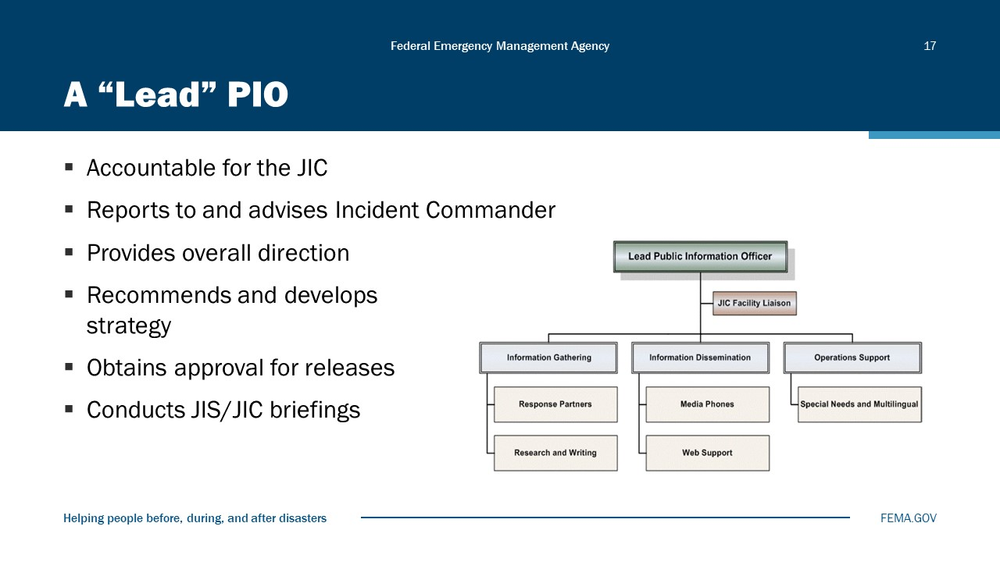 Federal Emergency Management Agency
17
A “Lead” PIO
▪ Accountable for the JIC
▪ Reports to and advises Incident Commander
▪ Provides overall direction
▪ Recommends and develops
strategy
▪ Obtains approval for releases
▪ Conducts JIS/JIC briefings
Lead Public Information Officer
JIC Facility Liaison
Information Gathering
Information Dissemination
Operations Support
Response Partners
Media Phones
Special Needs and Multilingual
Research and Writing
Web Support
Helping people before, during, and after disasters
FEMA.GOV